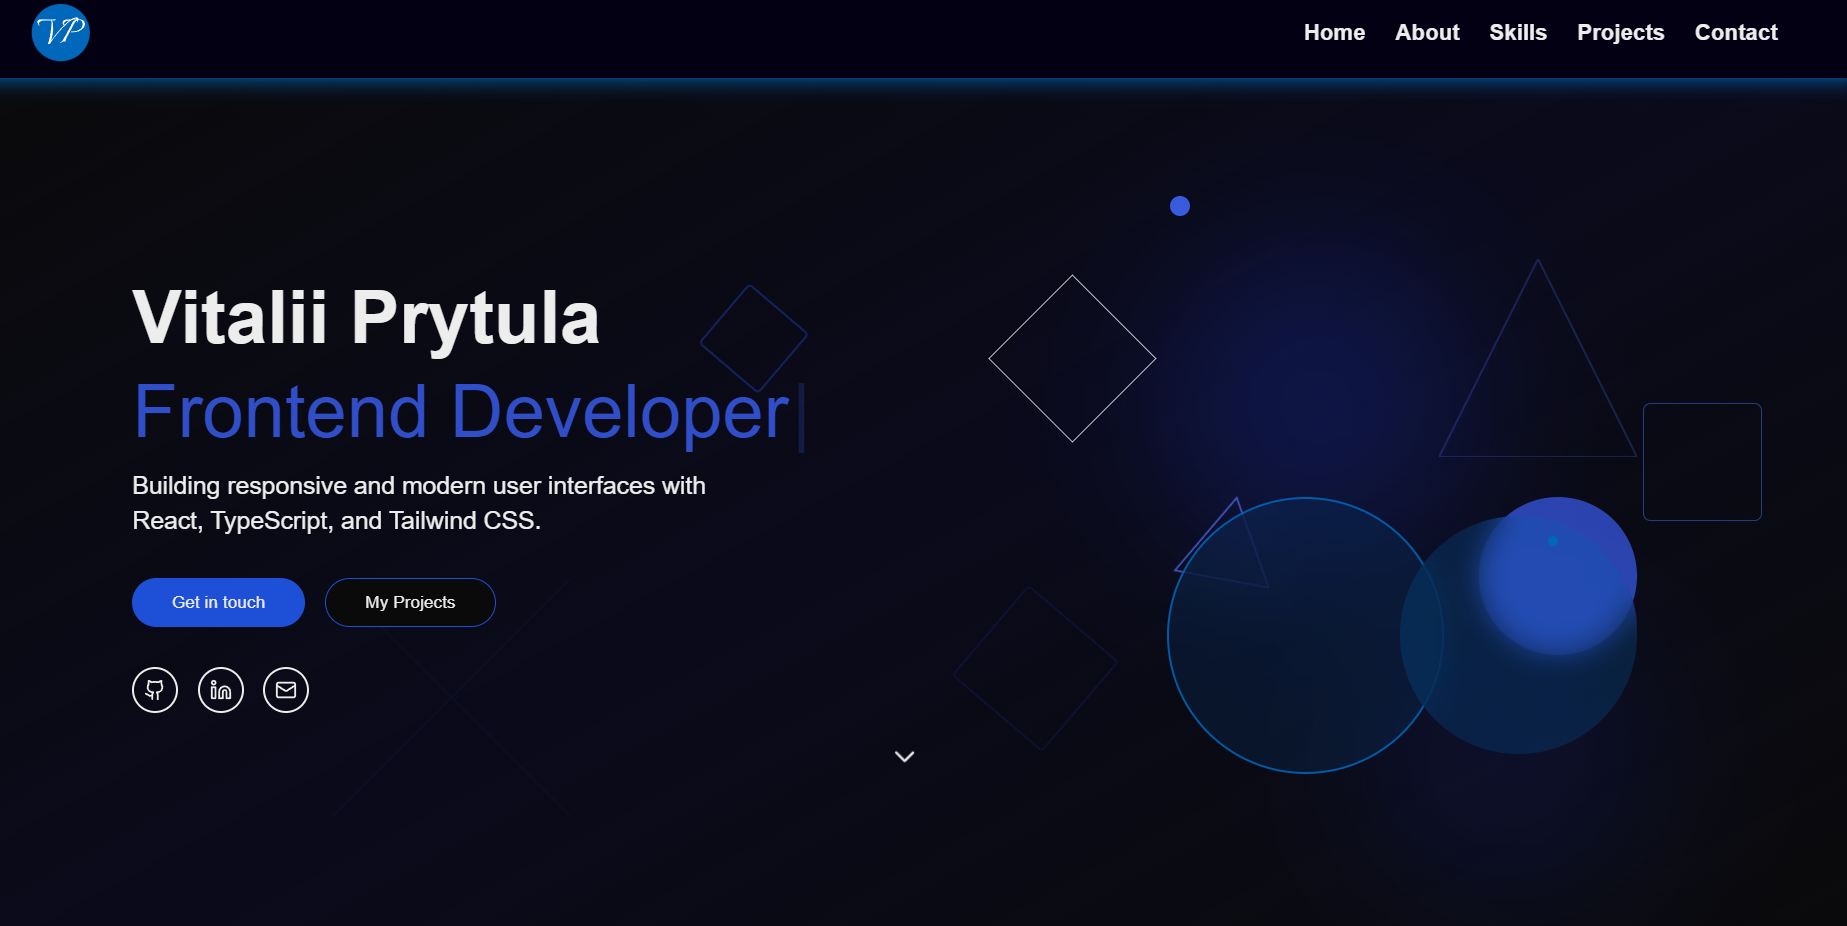 VP
Home About Skills Projects Contact
Vitalii Prytula
Frontend Developer
Building responsive and modern user interfaces with
React, TypeScript, and Tailwind CSS.
Get in touch My Projects
in